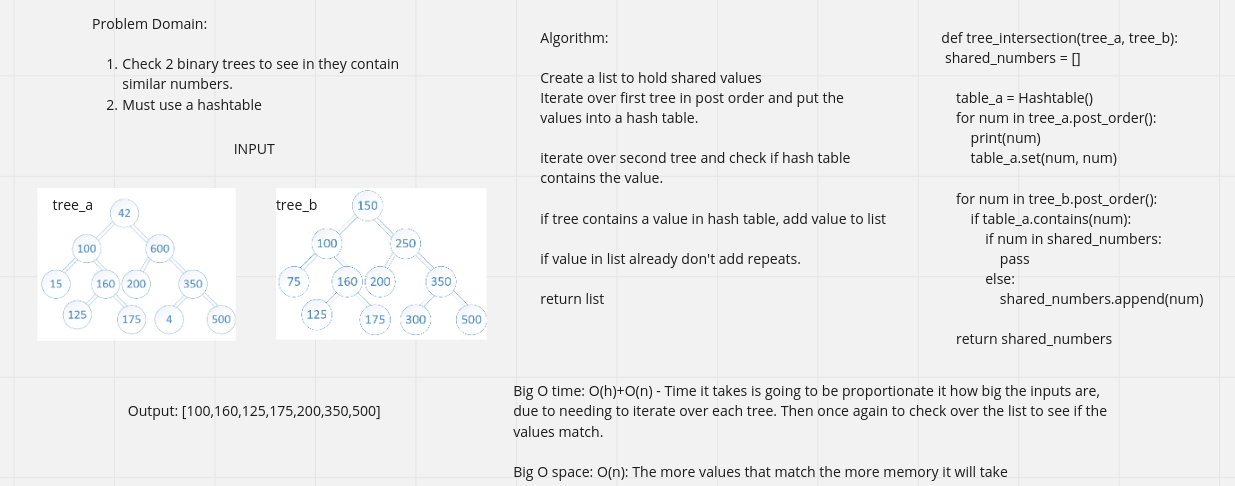 Problem Domain:
1. Check 2 binary trees to see in they contain
similar numbers.
2. Must use a hashtable
INPUT
tree_a
42
100
600
15
160
200
350
125
175
4
500
tree_b
150
100
250
75
160
200
350
125
175
300
500
Output: [100,160,125,175,200,350,500]
Algorithm:
Create a list to hold shared values
Iterate over first tree in post order and put the
values into a hash table.
iterate over second tree and check if hash table
contains the value.
if tree contains a value in hash table, add value to list
if value in list already don't add repeats.
return list
def tree_intersection(tree_a, tree_b):
shared_numbers = []
table_a = Hashtable()
for num in tree_a.post_order():
print(num)
table_a.set(num, num)
for num in tree_b.post_order():
if table_a.contains(num):
if num in shared_numbers:
pass
else:
shared_numbers.append(num)
return shared_numbers
Big O time: O(h)+O(n) - Time it takes is going to be proportionate it how big the inputs are,
due to needing to iterate over each tree. Then once again to check over the list to see if the
values match.
Big O space: O(n): The more values that match the more memory it will take